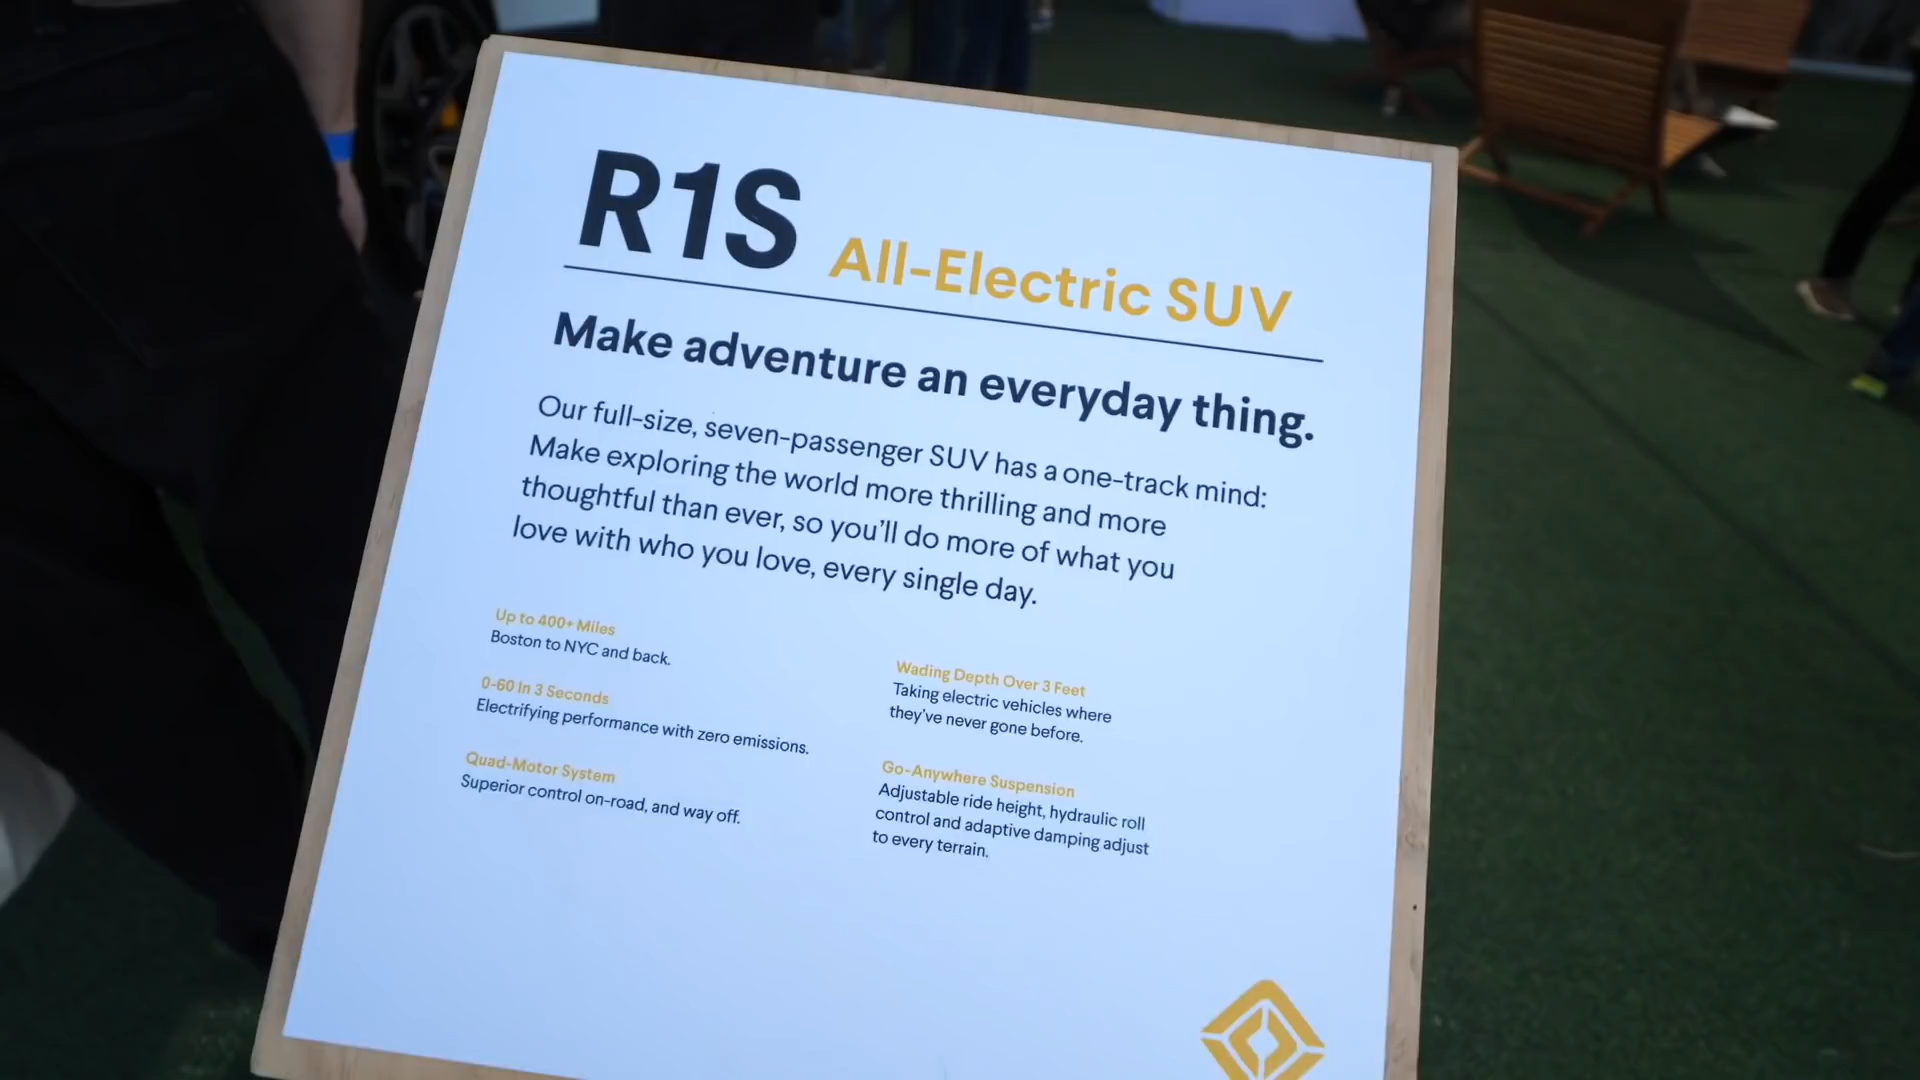 R1S All-Electric SUV
Make adventure an everyday thing.
Our full-size, seven-passenger SUV has a one-track mind:
Make exploring the world more thrilling and more
thoughtful than ever, so you'll do more of what you
love with who you love, every single day.
Up to 400+ Miles
Boston to NYC and back.
0-60 In 3 Seconds
Electrifying performance with zero emissions.
Quad-Motor System
Superior control on-road, and way off.
Wading Depth Over 3 Feet
Taking electric vehicles where
they've never gone before.
Go-Anywhere Suspension
Adjustable ride height, hydraulic roll
control and adaptive damping adjust
to every terrain.